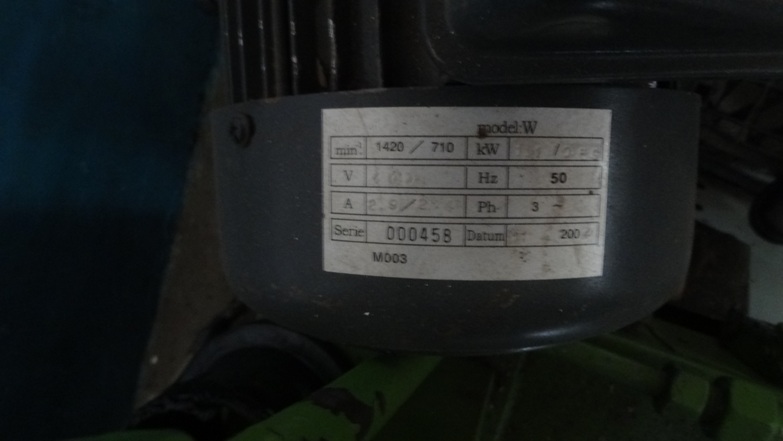 model:W
min⁻¹ 1420 / 710 kW
V Hz 50
A Ph 3 ~
Serie 000458 Datum 200
M003